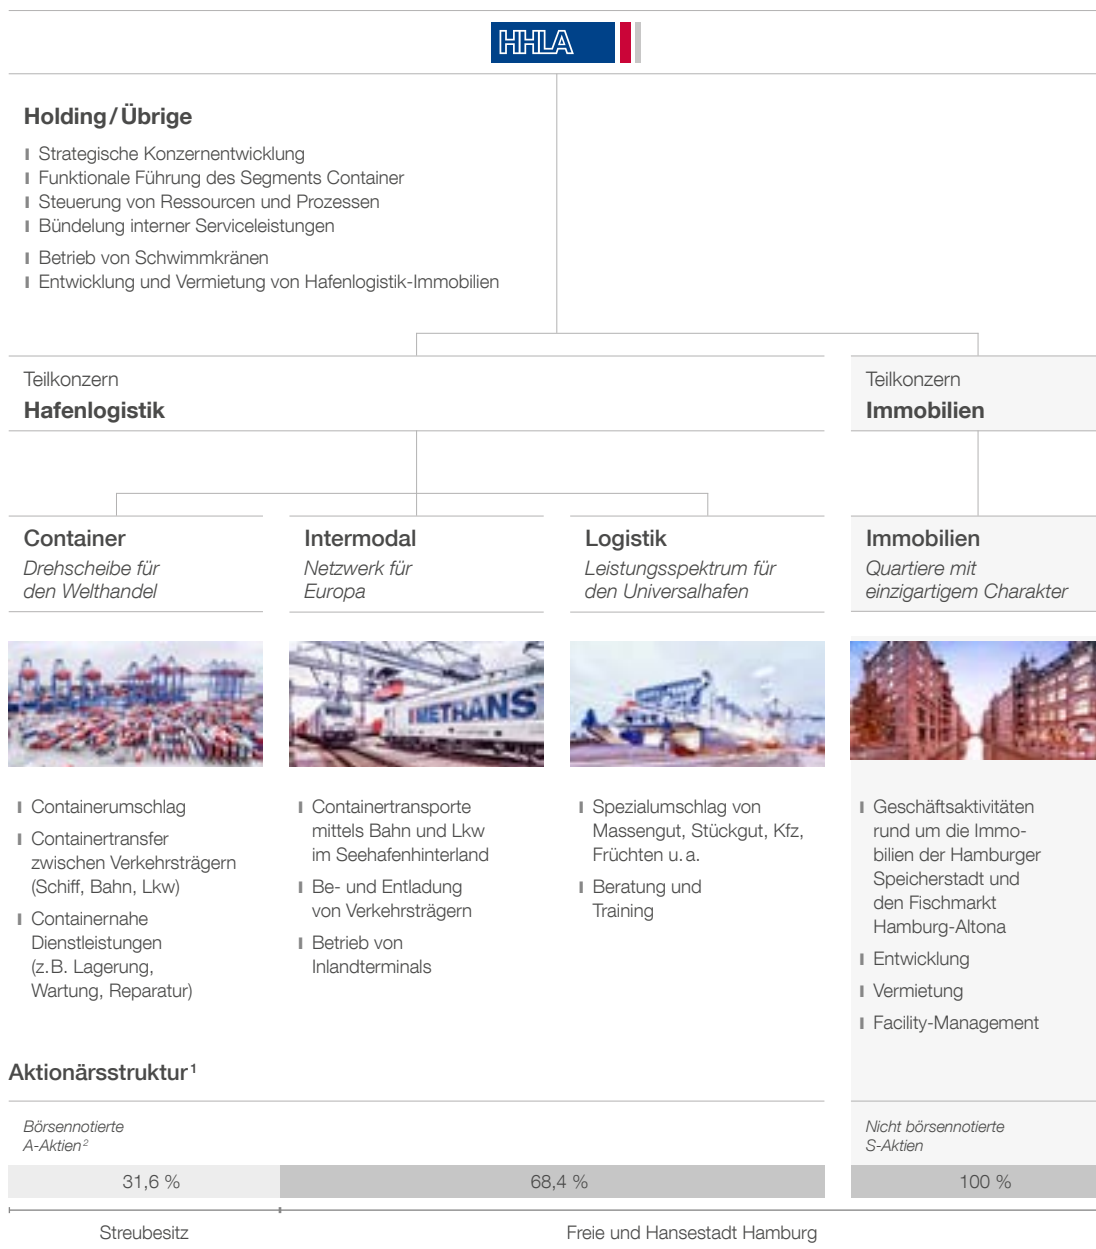 HHLA
Holding / Übrige
Strategische Konzernentwicklung
Funktionale Führung des Segments Container
Steuerung von Ressourcen und Prozessen
Bündelung interner Serviceleistungen
Betrieb von Schwimmkränen
Entwicklung und Vermietung von Hafenlogistik-Immobilien
Teilkonzern
Hafenlogistik
Teilkonzern
Immobilien
Container
Drehscheibe für
den Welthandel
Intermodal
Netzwerk für
Europa
Logistik
Leistungsspektrum für
den Universalhafen
Immobilien
Quartiere mit
einzigartigem Charakter
METRANS
Containerumschlag
Containertransfer
zwischen Verkehrsträgern
(Schiff, Bahn, Lkw)
Containernahe
Dienstleistungen
(z. B. Lagerung,
Wartung, Reparatur)
Containertransporte
mittels Bahn und Lkw
im Seehafenhinterland
Be- und Entladung
von Verkehrsträgern
Betrieb von
Inlandterminals
Spezialumschlag von
Massengut, Stückgut, Kfz,
Früchten u. a.
Beratung und
Training
Geschäftsaktivitäten
rund um die Immo-
bilien der Hamburger
Speicherstadt und
den Fischmarkt
Hamburg-Altona
Entwicklung
Vermietung
Facility-Management
Aktionärsstruktur¹
Börsennotierte
A-Aktien²
Nicht börsennotierte
S-Aktien
31,6 %
68,4 %
100 %
Streubesitz
Freie und Hansestadt Hamburg